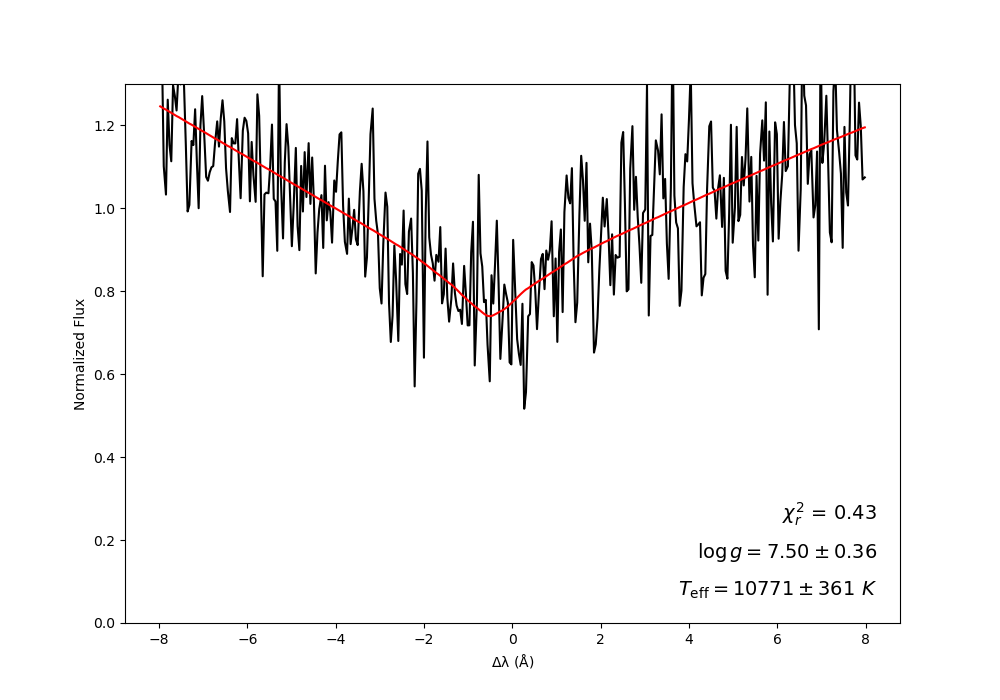 1.2
1.0
0.8
0.6
0.4
0.2
0.0
Normalized Flux
χ²ᵣ = 0.43
log g = 7.50 ± 0.36
T_eff = 10771 ± 361 K
−8 −6 −4 −2 0 2 4 6 8
Δλ (Å)